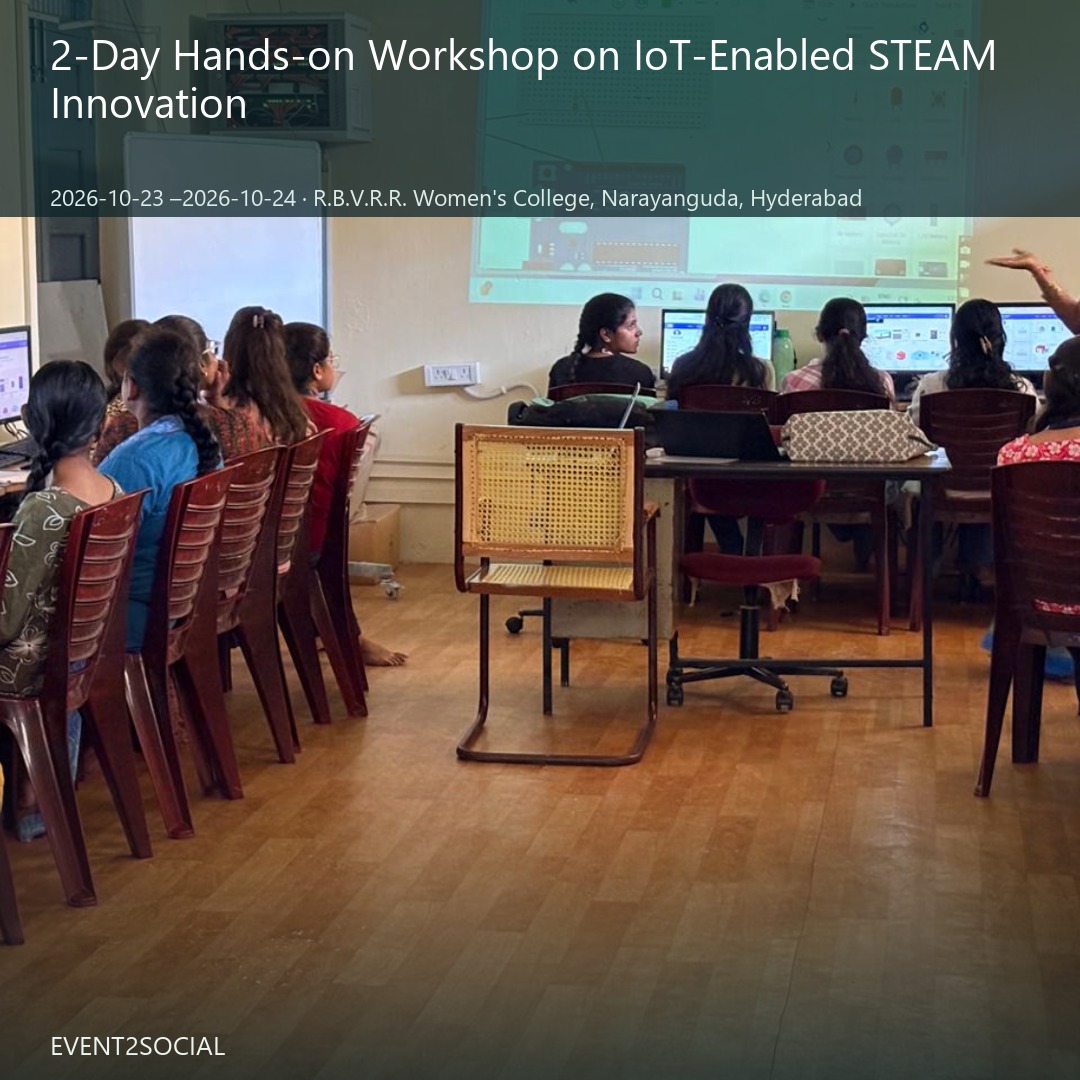 2-Day Hands-on Workshop on IoT-Enabled STEAM
Innovation
2026-10-23 –2026-10-24 · R.B.V.R.R. Women's College, Narayanguda, Hyderabad
EVENT2SOCIAL